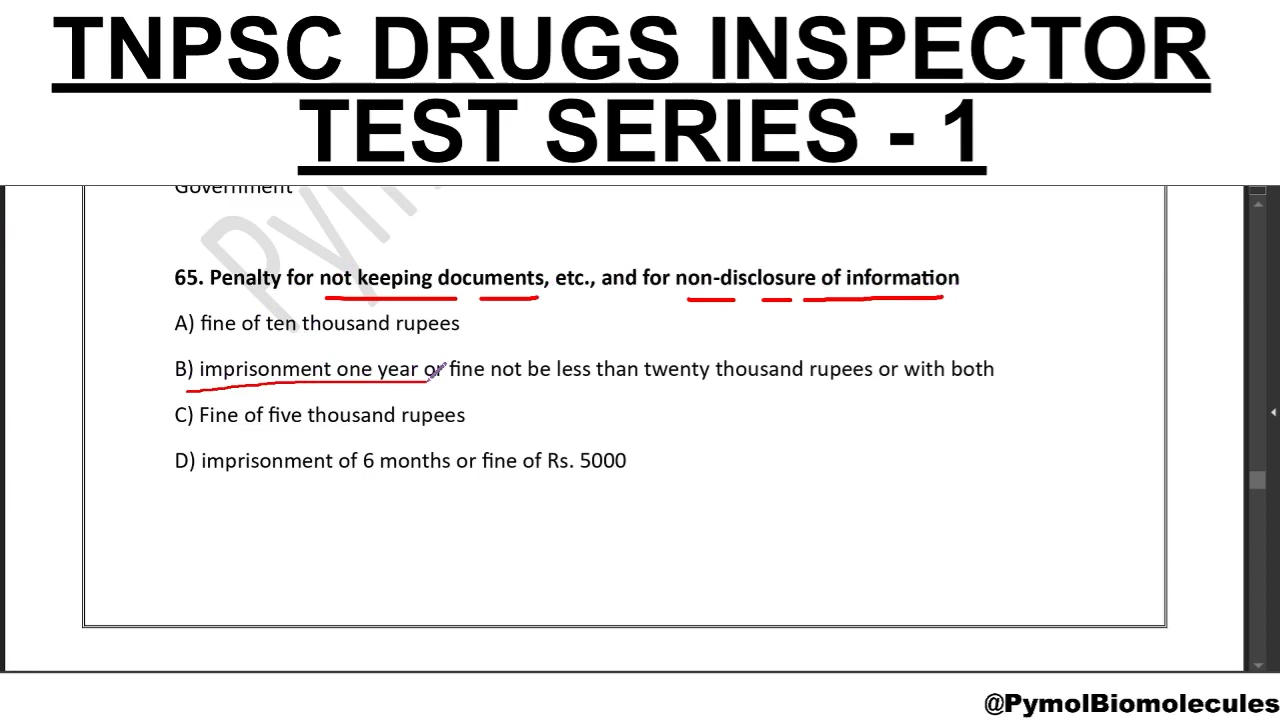 TNPSC DRUGS INSPECTOR
TEST SERIES - 1
Government
65. Penalty for not keeping documents, etc., and for non-disclosure of information
A) fine of ten thousand rupees
B) imprisonment one year or fine not be less than twenty thousand rupees or with both
C) Fine of five thousand rupees
D) imprisonment of 6 months or fine of Rs. 5000
@PymolBiomolecules